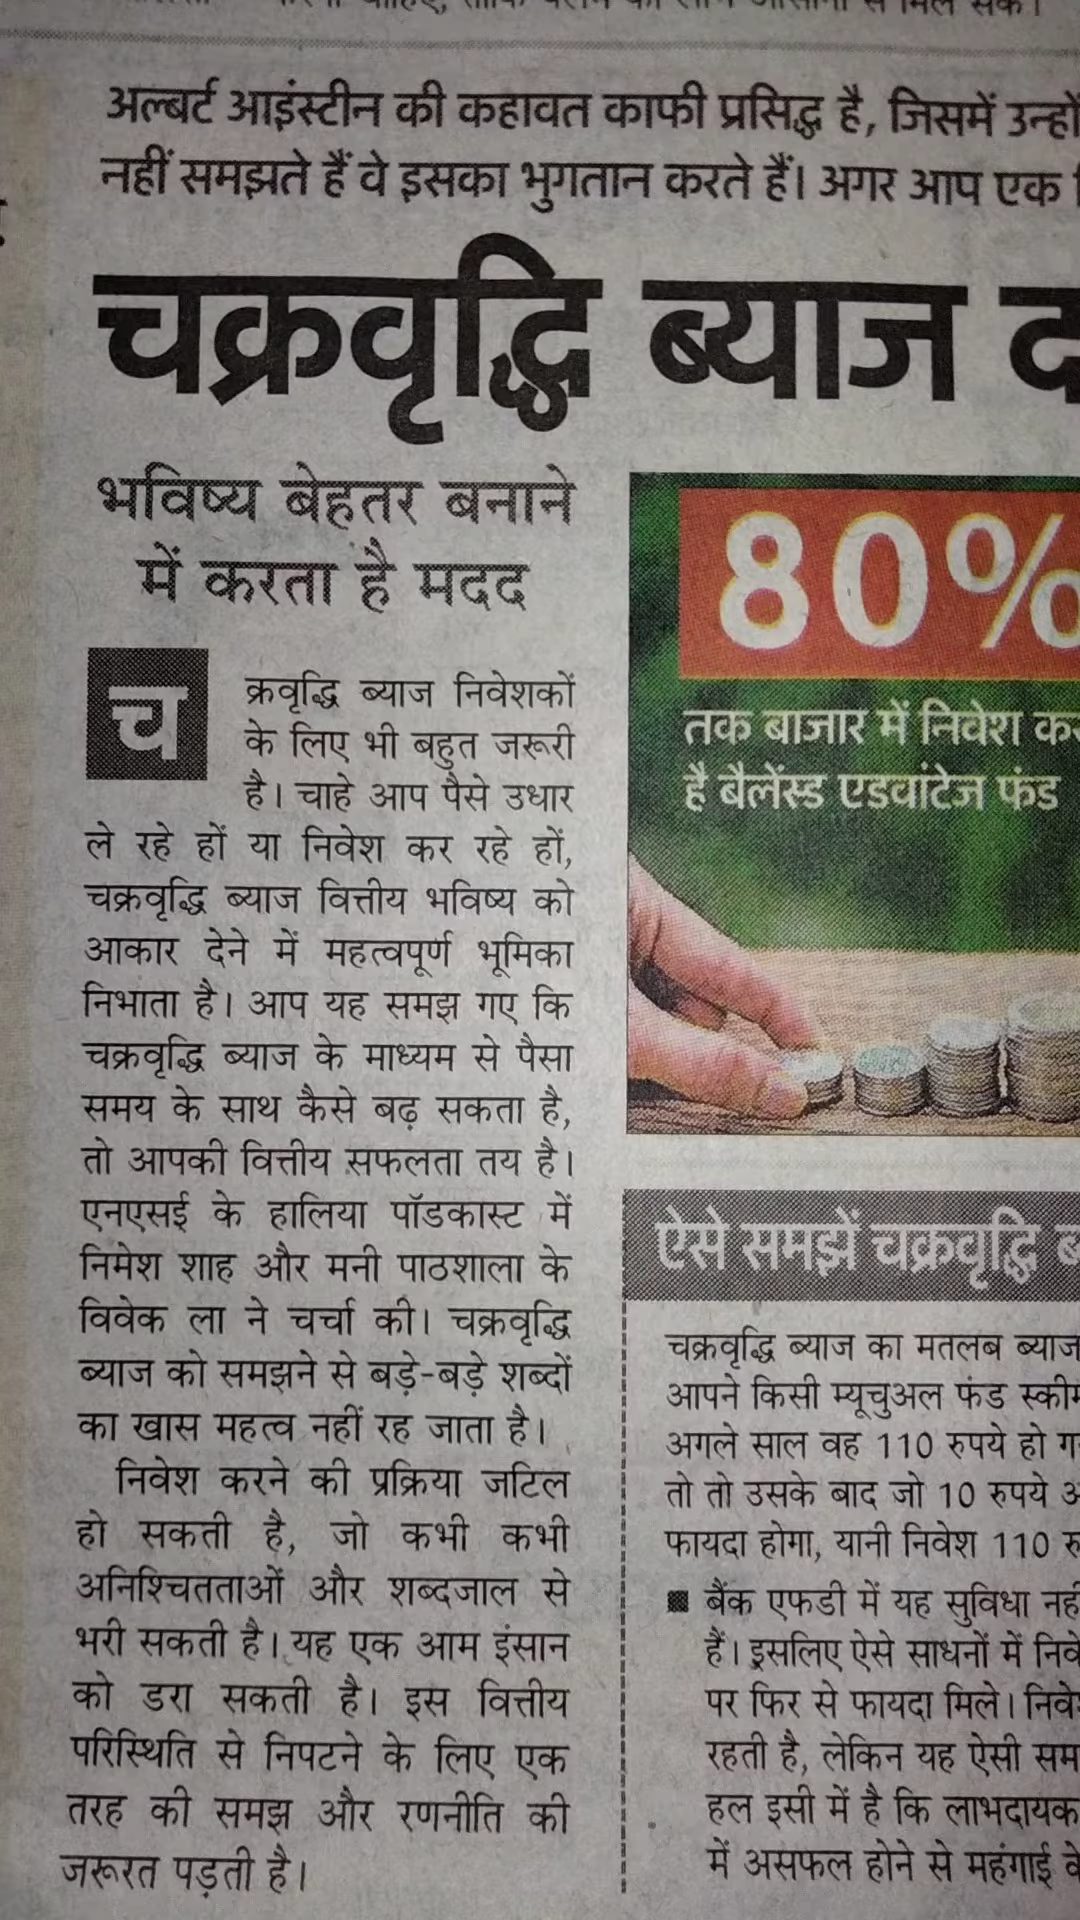 अल्बर्ट आइंस्टीन की कहावत काफी प्रसिद्ध है, जिसमें
नहीं समझते हैं वे इसका भुगतान करते हैं। अगर आप एक
चक्रवृद्धि ब्याज
भविष्य बेहतर बनाने
में करता है मदद
चक्रवृद्धि ब्याज निवेशकों
के लिए भी बहुत जरूरी
है। चाहे आप पैसे उधार
ले रहे हों या निवेश कर रहे हों,
चक्रवृद्धि ब्याज वित्तीय भविष्य को
आकार देने में महत्वपूर्ण भूमिका
निभाता है। आप यह समझ गए कि
चक्रवृद्धि ब्याज के माध्यम से पैसा
समय के साथ कैसे बढ़ सकता है,
तो आपकी वित्तीय सफलता तय है।
एनएसई के हालिया पॉडकास्ट में
निमेश शाह और मनी पाठशाला के
विवेक ला ने चर्चा की। चक्रवृद्धि
ब्याज को समझने से बड़े-बड़े शब्दों
का खास महत्व नहीं रह जाता है।
निवेश करने की प्रक्रिया जटिल
हो सकती है, जो कभी कभी
अनिश्चितताओं और शब्दजाल से
भरी सकती है। यह एक आम इंसान
को डरा सकती है। इस वित्तीय
परिस्थिति से निपटने के लिए एक
तरह की समझ और रणनीति की
जरूरत पड़ती है।
80%
तक बाजार में निवेश
है बैलेंस्ड एडवांटेज फंड
ऐसे समझें चक्रवृद्धि
चक्रवृद्धि ब्याज का मतलब ब्याज
आपने किसी म्यूचुअल फंड
अगले साल वह 110 रुपये हो
तो तो उसके बाद जो 10 रुपये
फायदा होगा, यानी निवेश 110
■ बैंक एफडी में यह सुविधा
हैं। इसलिए ऐसे साधनों में
पर फिर से फायदा मिले।
रहती है, लेकिन यह ऐसी
हल इसी में है कि लाभदायक
में असफल होने से महंगाई